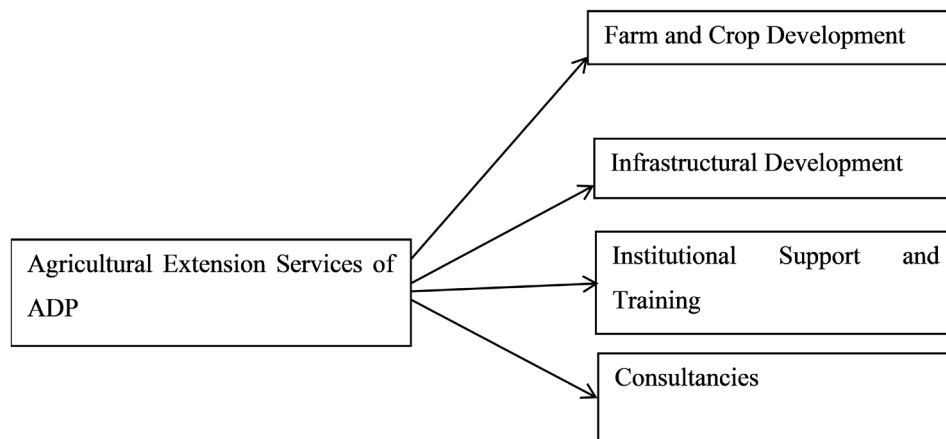 Farm and Crop Development
Infrastructural Development
Agricultural Extension Services of
ADP
Institutional Support and
Training
Consultancies